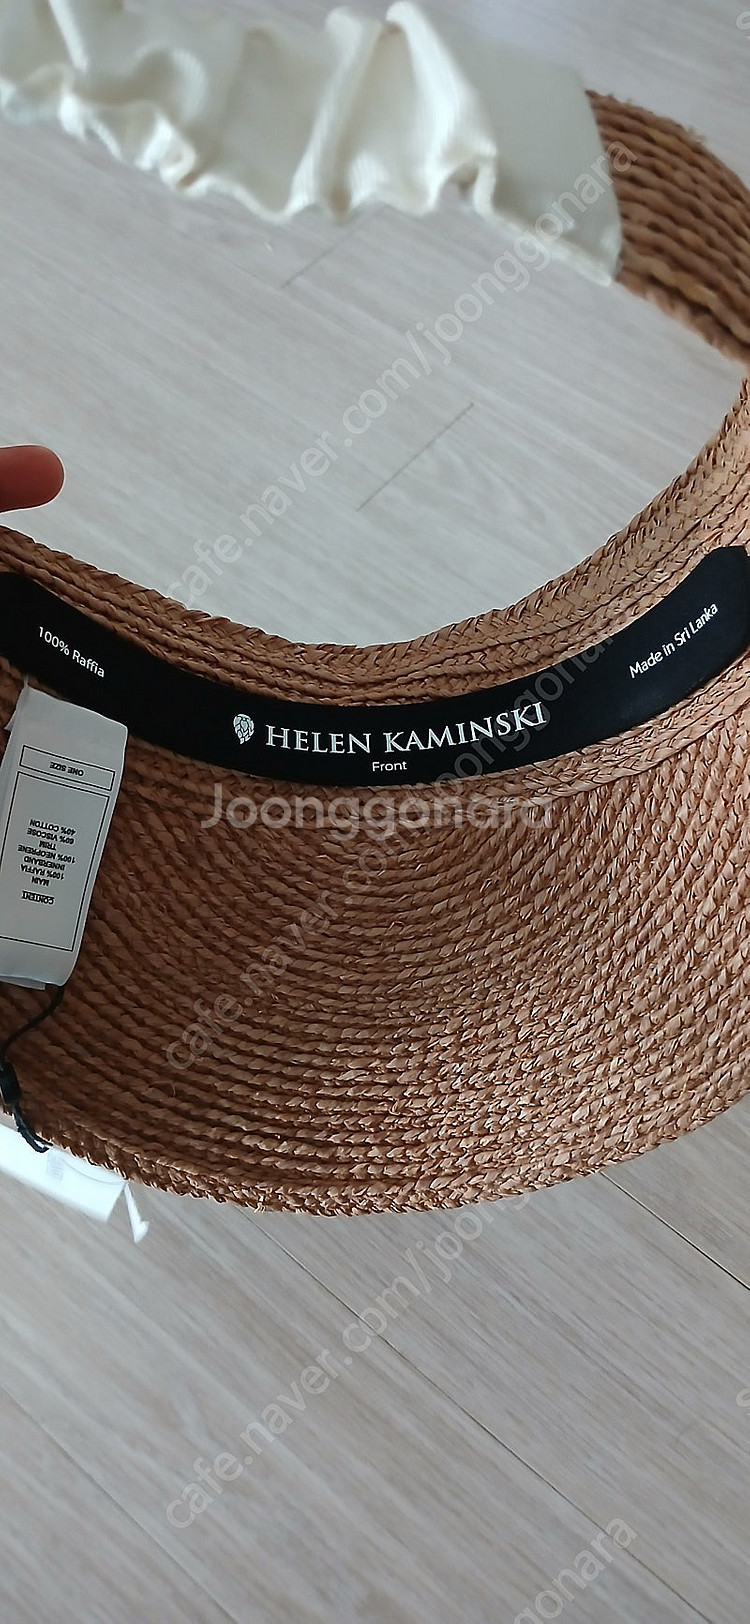 100% Raffia
HELEN KAMINSKI
Front
Made in Sri Lanka
ONE SIZE
CONTENT
MAIN
100% RAFFIA
INNERBAND
100% NEOPRENE
TRIM
60% VISCOSE
40% COTTON
Joonggonara
cafe.naver.com/joonggonara
cafe.naver.com/joonggonara
cafe.naver.com/joonggonara